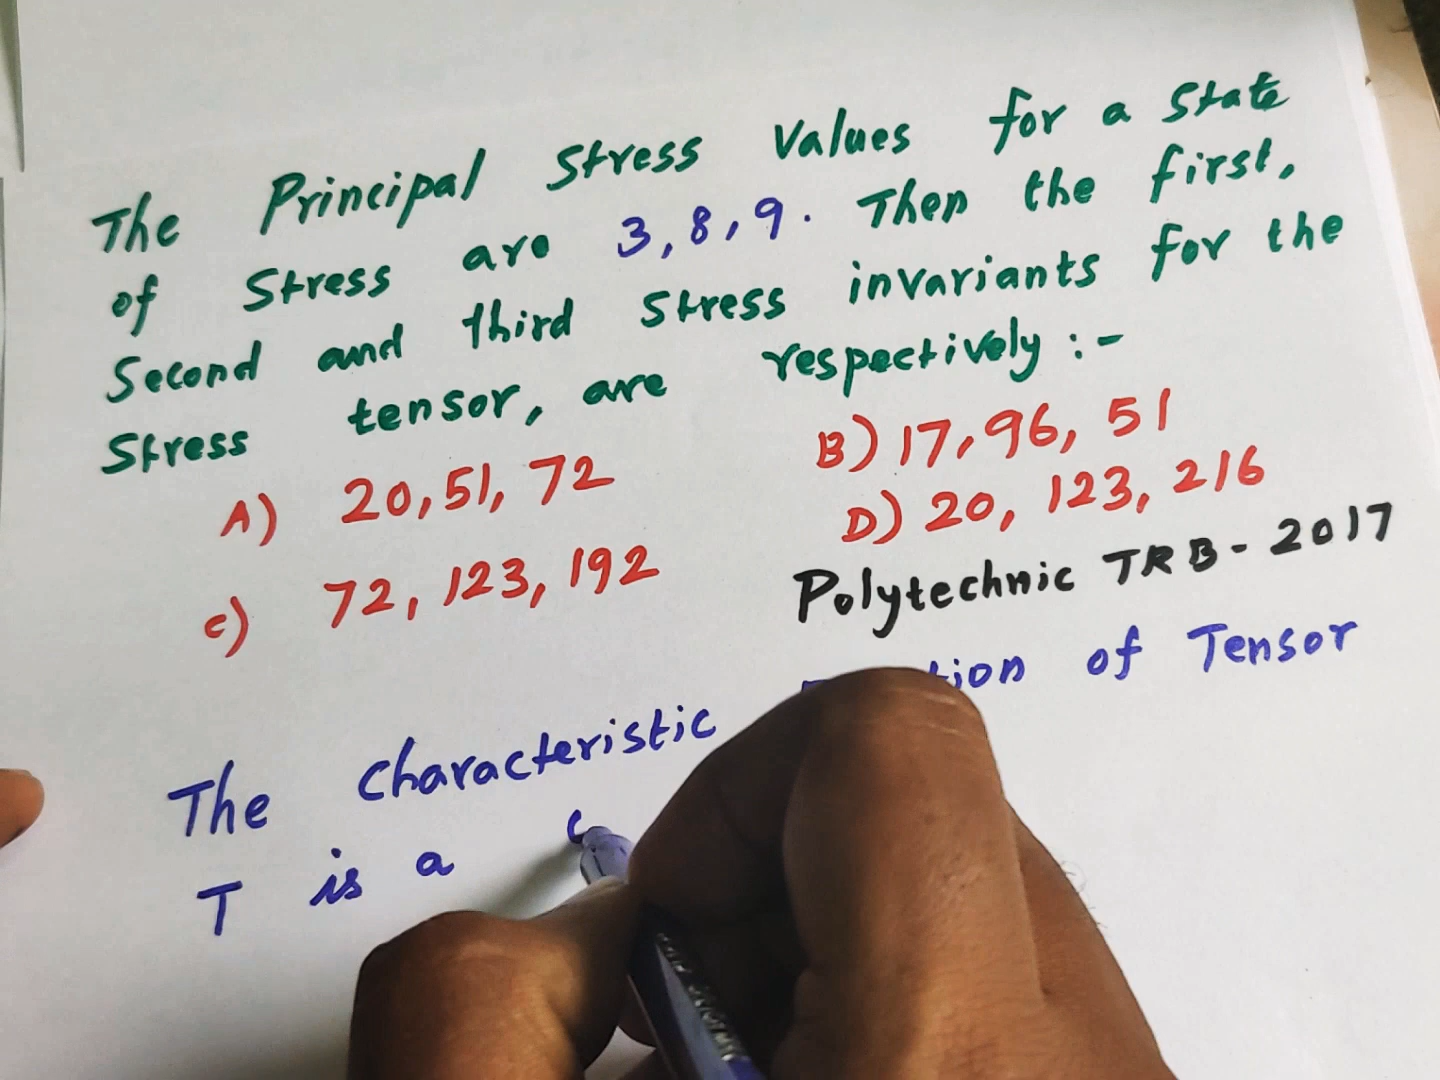 The Principal Stress Values for a State
of Stress are 3, 8, 9. Then the first,
Second and third Stress invariants for the
Stress tensor, are respectively :-
A) 20, 51, 72 B) 17, 96, 51
C) 72, 123, 192 D) 20, 123, 216
Polytechnic TRB - 2017
The Characteristic of Tensor
T is a